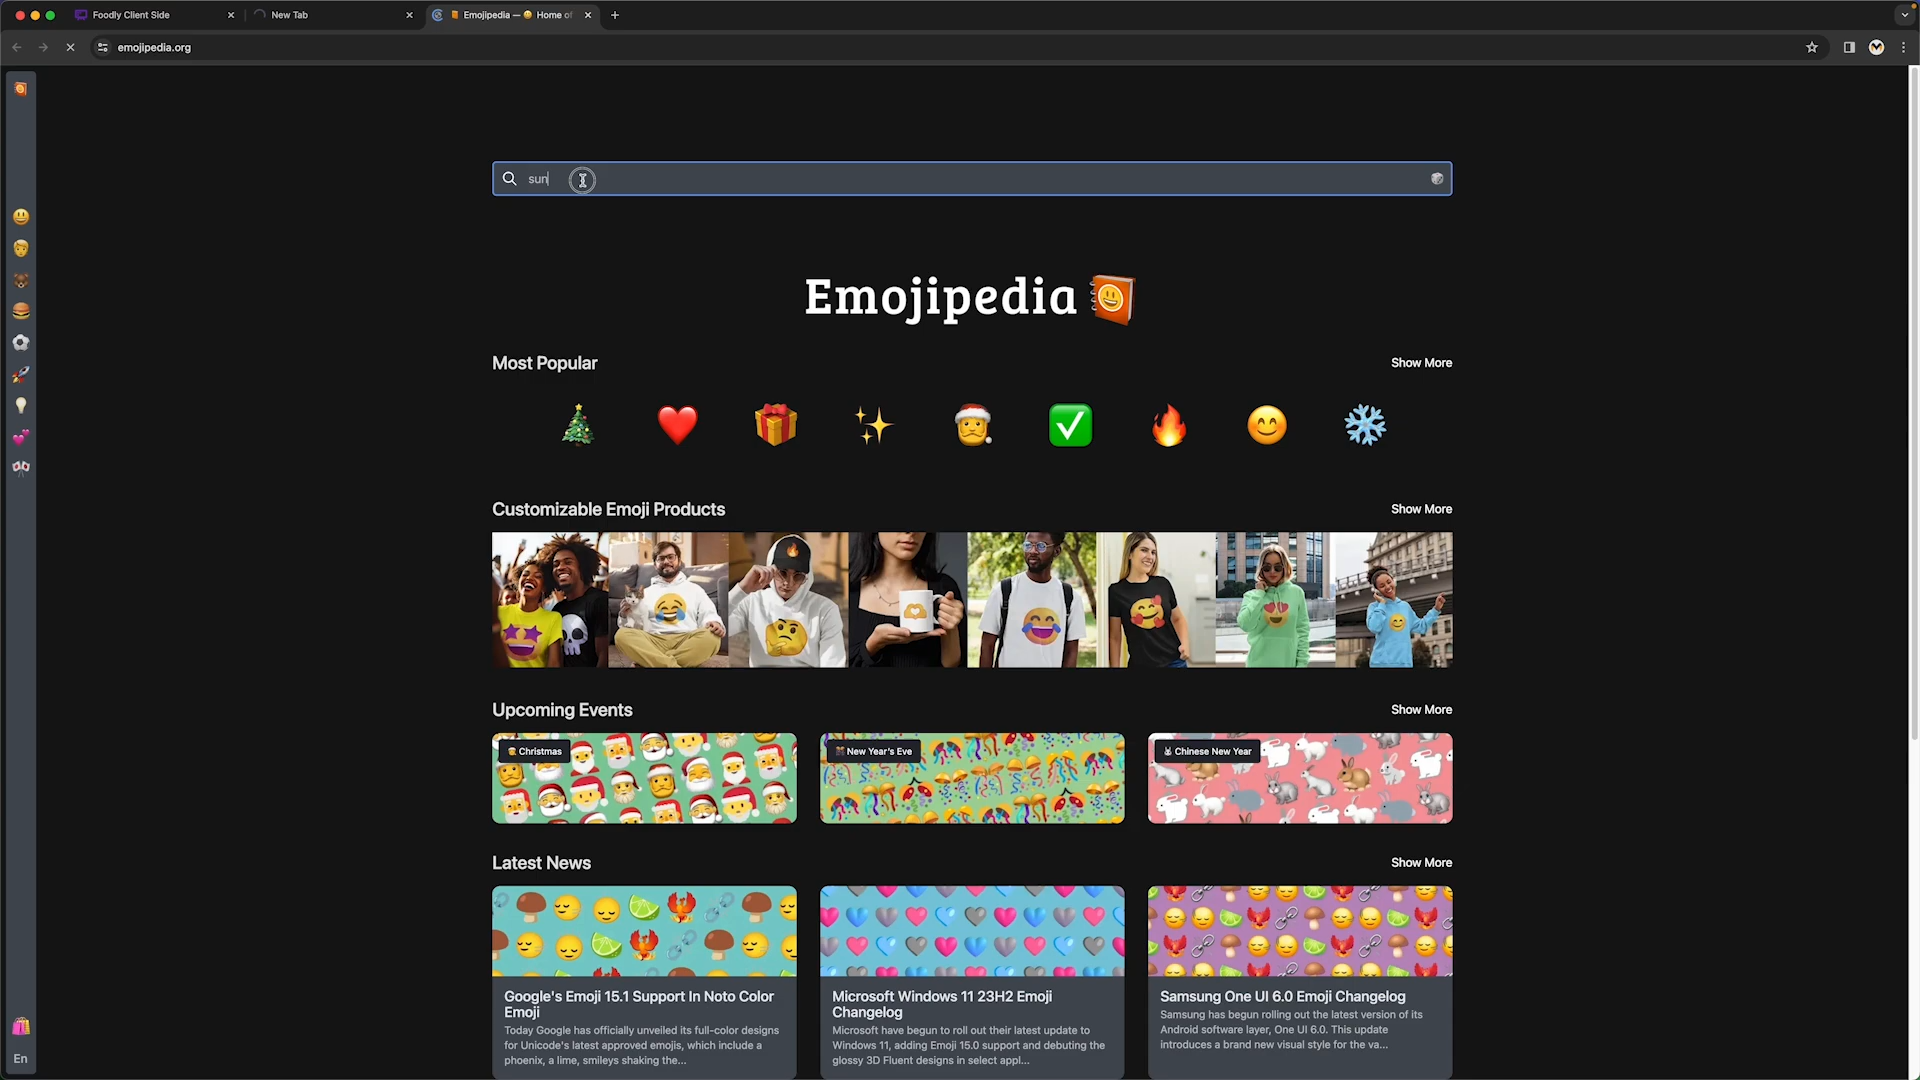 Foodly Client Side
New Tab
Emojipedia — 😃 Home of
emojipedia.org
sun
Emojipedia
Most Popular
Show More
Customizable Emoji Products
Show More
Upcoming Events
Show More
Christmas
New Year's Eve
Chinese New Year
Latest News
Show More
Google's Emoji 15.1 Support In Noto Color
Emoji
Today Google has officially unveiled its full-color designs
for Unicode's latest approved emojis, which include a
phoenix, a lime, smileys shaking the...
Microsoft Windows 11 23H2 Emoji
Changelog
Microsoft have begun to roll out their latest update to
Windows 11, adding Emoji 15.0 support and debuting the
glossy 3D Fluent designs in select appl...
Samsung One UI 6.0 Emoji Changelog
Samsung has begun rolling out the latest version of its
Android software layer, One UI 6.0. This update
introduces a brand new visual style for the va...
En